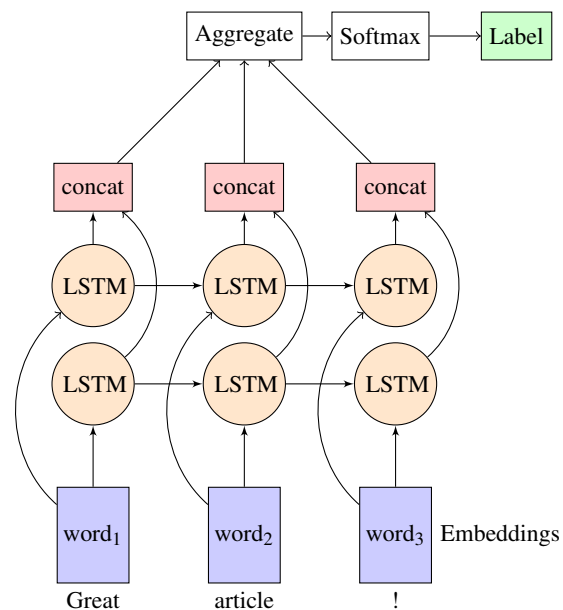 Aggregate Softmax Label
concat concat concat
LSTM LSTM LSTM
LSTM LSTM LSTM
word₁ word₂ word₃ Embeddings
Great article !